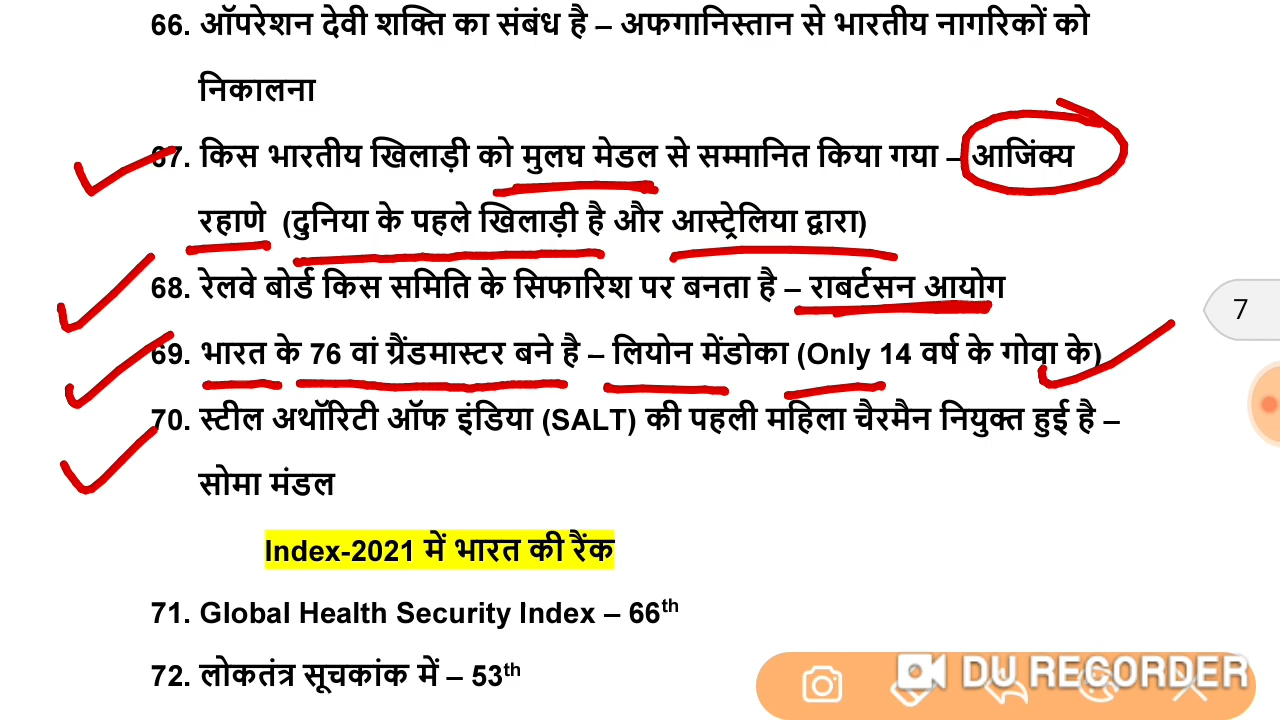 66. ऑपरेशन देवी शक्ति का संबंध है – अफगानिस्तान से भारतीय नागरिकों को
निकालना
67. किस भारतीय खिलाड़ी को मुलघ मेडल से सम्मानित किया गया – आजिंक्य
रहाणे (दुनिया के पहले खिलाड़ी है और आस्ट्रेलिया द्वारा)
68. रेलवे बोर्ड किस समिति के सिफारिश पर बनता है – राबर्टसन आयोग
69. भारत के 76 वां ग्रैंडमास्टर बने है – लियोन मेंडोका (Only 14 वर्ष के गोवा के)
70. स्टील अथॉरिटी ऑफ इंडिया (SALT) की पहली महिला चैरमैन नियुक्त हुई है –
सोमा मंडल
Index-2021 में भारत की रैंक
71. Global Health Security Index – 66th
72. लोकतंत्र सूचकांक में – 53th
7
DU RECORDER